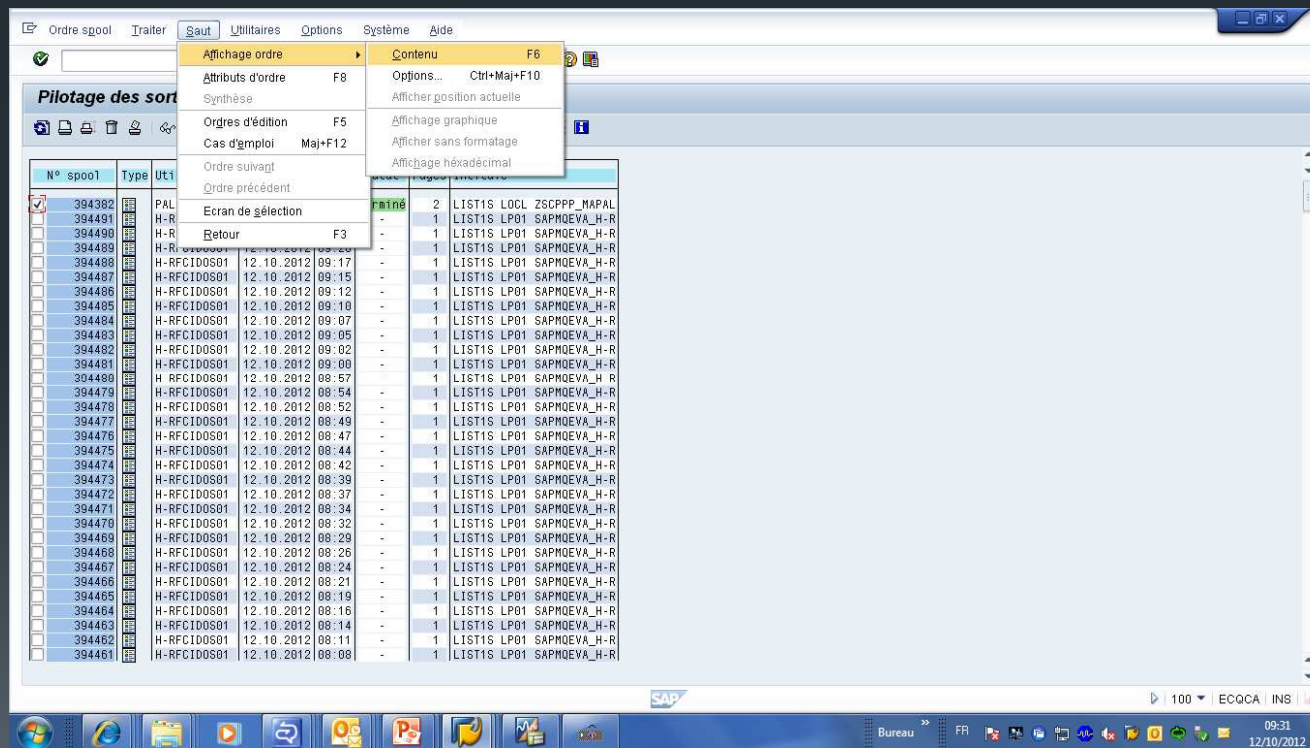 Ordre spool Traiter Saut Utilitaires Options Système Aide
Affichage ordre
Attributs d'ordre F8
Synthèse
Ordres d'édition F5
Cas d'emploi Maj+F12
Ordre suivant
Ordre précédent
Ecran de sélection
Retour F3
Contenu F6
Options... Ctrl+Maj+F10
Afficher position actuelle
Affichage graphique
Afficher sans formatage
Affichage héxadécimal
Pilotage des sort
N° spool Type Uti Pages
394382 PAL rminé 2 LIST1S LOCL ZSCPPP_MAPAL
394491 H-R - 1 LIST1S LP01 SAPMQEVA_H-R
394490 H-R - 1 LIST1S LP01 SAPMQEVA_H-R
394489 - 1 LIST1S LP01 SAPMQEVA_H-R
394488 H-RFCIDOS01 12.10.2012 09:17 - 1 LIST1S LP01 SAPMQEVA_H-R
394487 H-RFCIDOS01 12.10.2012 09:15 - 1 LIST1S LP01 SAPMQEVA_H-R
394486 H-RFCIDOS01 12.10.2012 09:12 - 1 LIST1S LP01 SAPMQEVA_H-R
394485 H-RFCIDOS01 12.10.2012 09:10 - 1 LIST1S LP01 SAPMQEVA_H-R
394484 H-RFCIDOS01 12.10.2012 09:07 - 1 LIST1S LP01 SAPMQEVA_H-R
394483 H-RFCIDOS01 12.10.2012 09:05 - 1 LIST1S LP01 SAPMQEVA_H-R
394482 H-RFCIDOS01 12.10.2012 09:02 - 1 LIST1S LP01 SAPMQEVA_H-R
394481 H-RFCIDOS01 12.10.2012 09:00 - 1 LIST1S LP01 SAPMQEVA_H-R
394480 H-RFCIDOS01 12.10.2012 08:57 - 1 LIST1S LP01 SAPMQEVA_H-R
394479 H-RFCIDOS01 12.10.2012 08:54 - 1 LIST1S LP01 SAPMQEVA_H-R
394478 H-RFCIDOS01 12.10.2012 08:52 - 1 LIST1S LP01 SAPMQEVA_H-R
394477 H-RFCIDOS01 12.10.2012 08:49 - 1 LIST1S LP01 SAPMQEVA_H-R
394476 H-RFCIDOS01 12.10.2012 08:47 - 1 LIST1S LP01 SAPMQEVA_H-R
394475 H-RFCIDOS01 12.10.2012 08:44 - 1 LIST1S LP01 SAPMQEVA_H-R
394474 H-RFCIDOS01 12.10.2012 08:42 - 1 LIST1S LP01 SAPMQEVA_H-R
394473 H-RFCIDOS01 12.10.2012 08:39 - 1 LIST1S LP01 SAPMQEVA_H-R
394472 H-RFCIDOS01 12.10.2012 08:37 - 1 LIST1S LP01 SAPMQEVA_H-R
394471 H-RFCIDOS01 12.10.2012 08:34 - 1 LIST1S LP01 SAPMQEVA_H-R
394470 H-RFCIDOS01 12.10.2012 08:32 - 1 LIST1S LP01 SAPMQEVA_H-R
394469 H-RFCIDOS01 12.10.2012 08:29 - 1 LIST1S LP01 SAPMQEVA_H-R
394468 H-RFCIDOS01 12.10.2012 08:26 - 1 LIST1S LP01 SAPMQEVA_H-R
394467 H-RFCIDOS01 12.10.2012 08:24 - 1 LIST1S LP01 SAPMQEVA_H-R
394466 H-RFCIDOS01 12.10.2012 08:21 - 1 LIST1S LP01 SAPMQEVA_H-R
394465 H-RFCIDOS01 12.10.2012 08:19 - 1 LIST1S LP01 SAPMQEVA_H-R
394464 H-RFCIDOS01 12.10.2012 08:16 - 1 LIST1S LP01 SAPMQEVA_H-R
394463 H-RFCIDOS01 12.10.2012 08:14 - 1 LIST1S LP01 SAPMQEVA_H-R
394462 H-RFCIDOS01 12.10.2012 08:11 - 1 LIST1S LP01 SAPMQEVA_H-R
394461 H-RFCIDOS01 12.10.2012 08:08 - 1 LIST1S LP01 SAPMQEVA_H-R
SAP 100 ECQCA INS
Bureau FR 09:31
12/10/2012